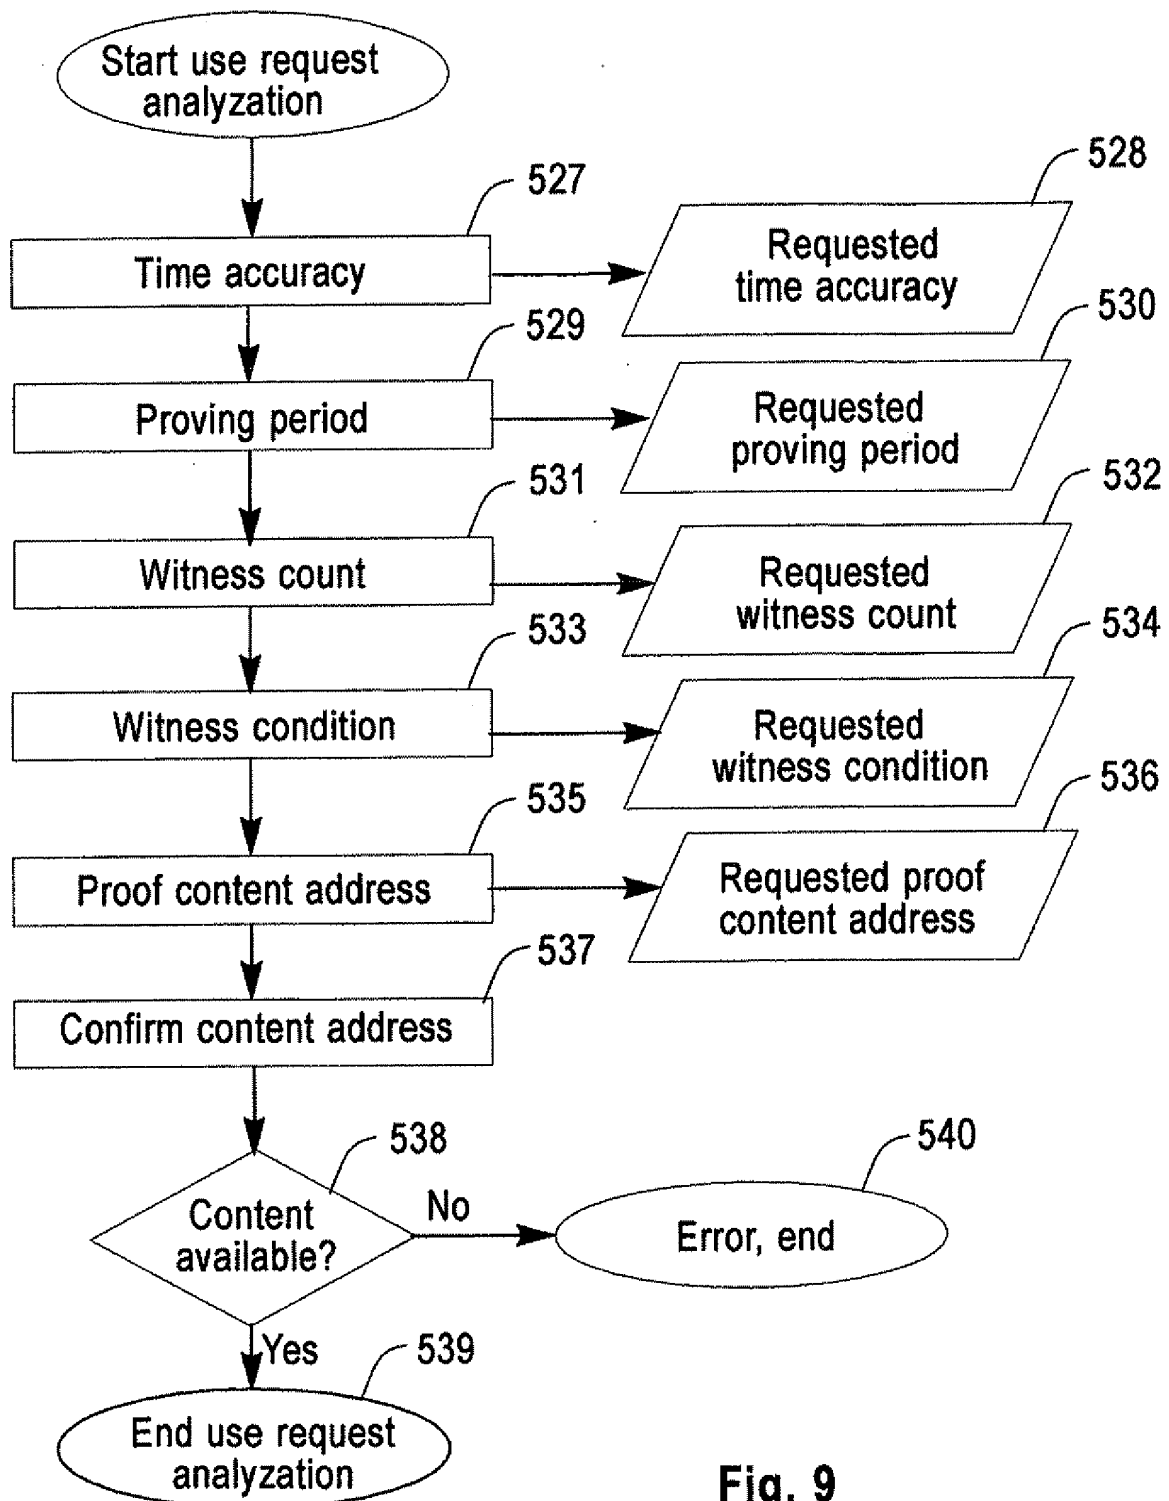 Start use request
analyzation
527
528
Time accuracy
Requested
time accuracy
529
530
Proving period
Requested
proving period
531
532
Witness count
Requested
witness count
533
534
Witness condition
Requested
witness condition
535
536
Proof content address
Requested proof
content address
537
Confirm content address
538
540
Content
available?
No
Error, end
Yes
539
End use request
analyzation
Fig. 9